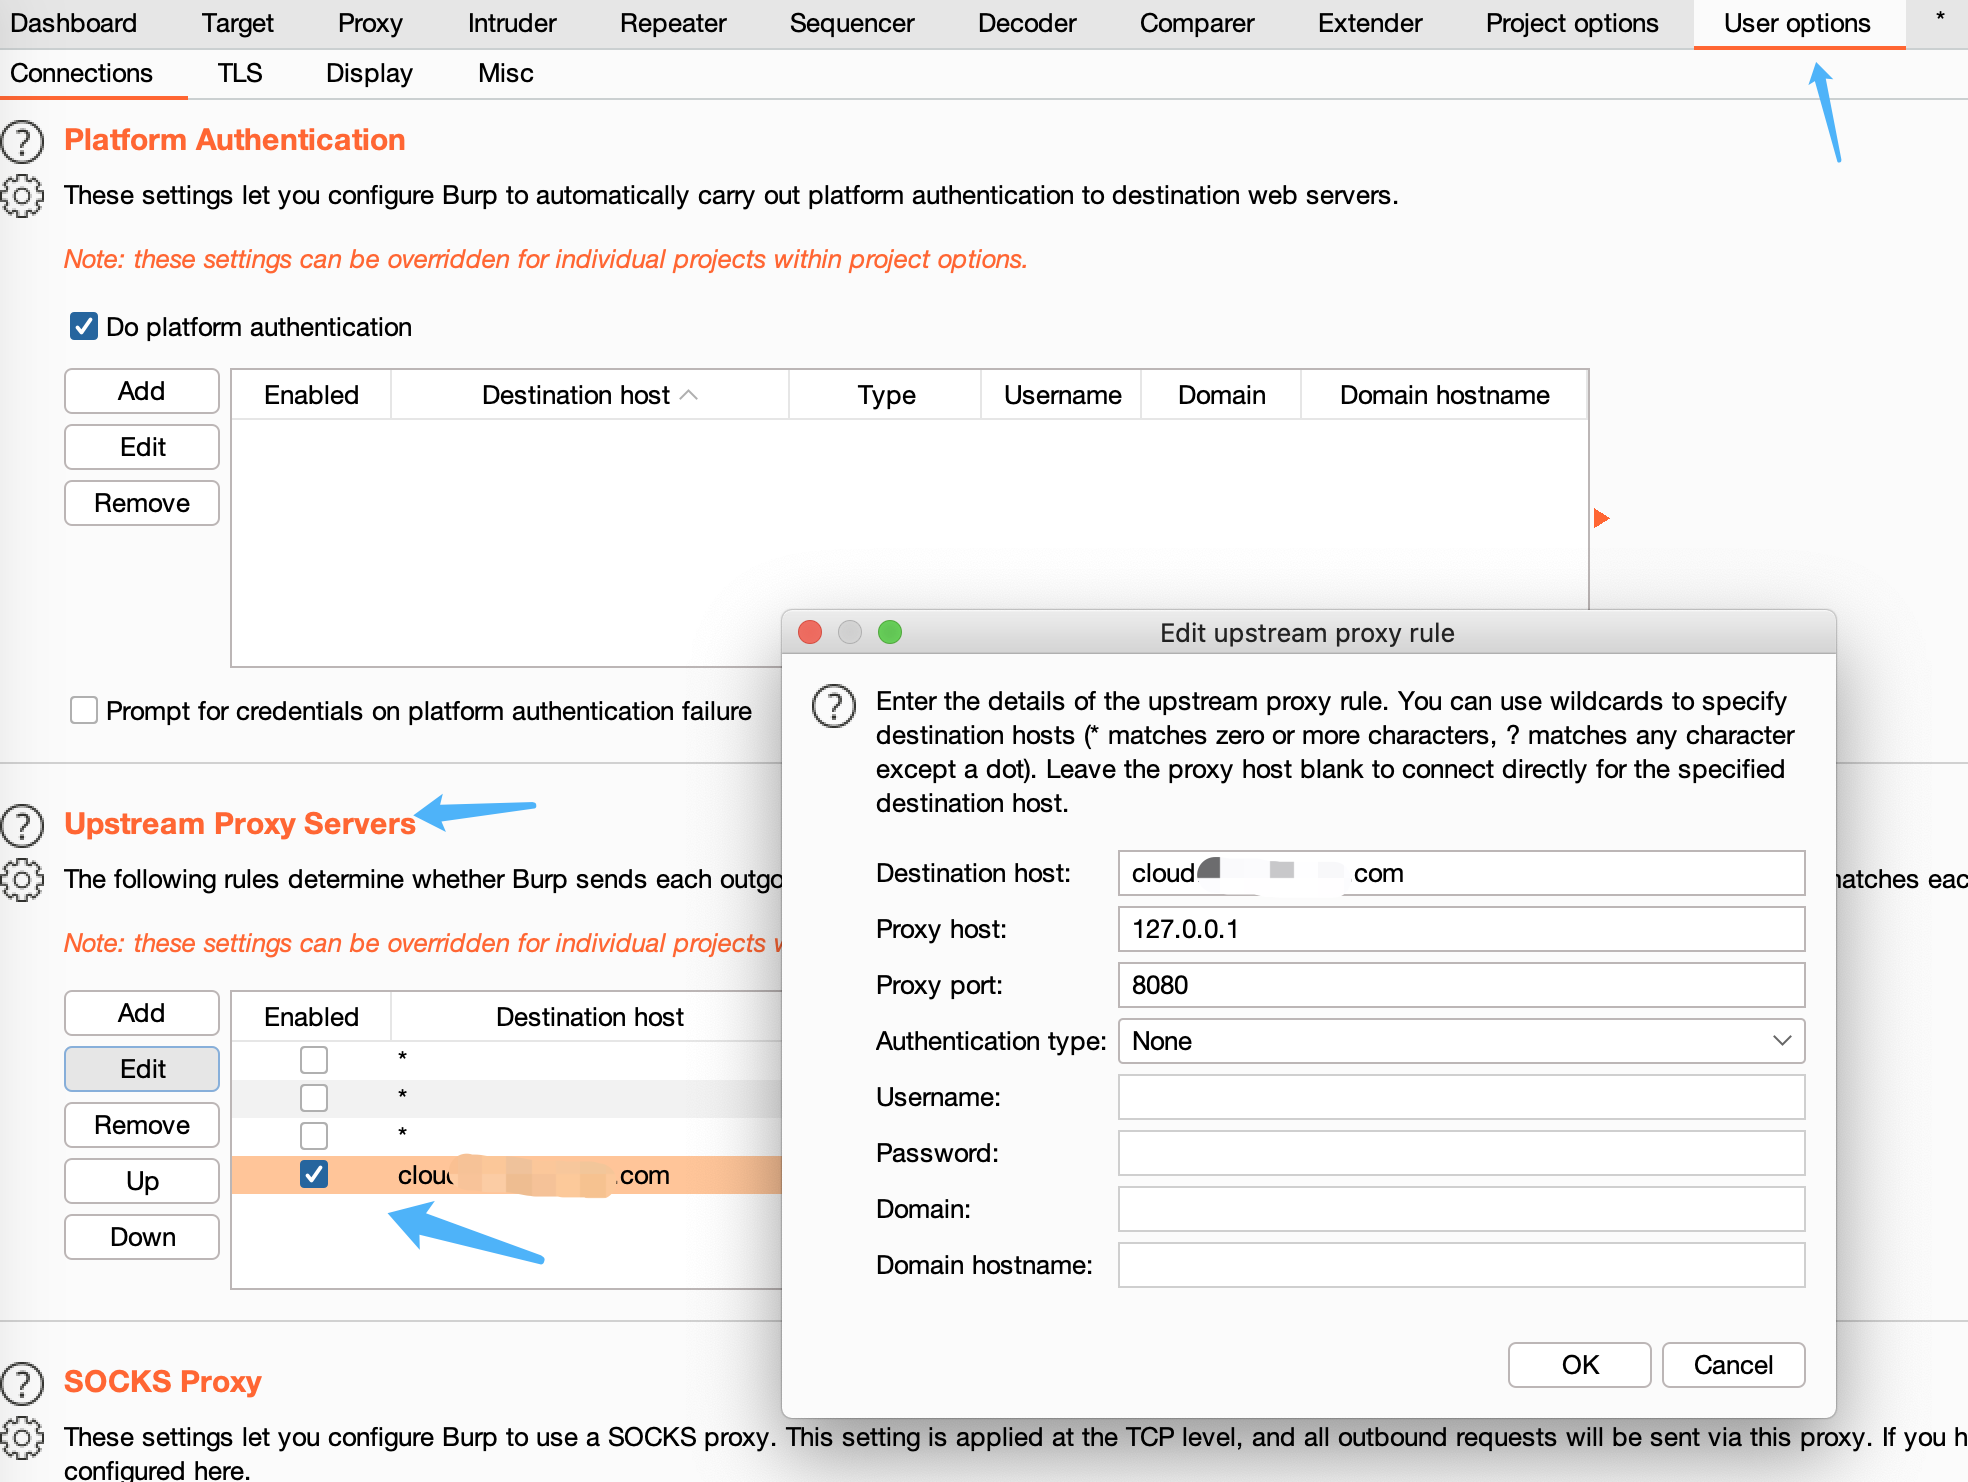 Dashboard Target Proxy Intruder Repeater Sequencer Decoder Comparer Extender Project options User options *
Connections TLS Display Misc
Platform Authentication
These settings let you configure Burp to automatically carry out platform authentication to destination web servers.
Note: these settings can be overridden for individual projects within project options.
Do platform authentication
Add
Edit
Remove
Enabled Destination host Type Username Domain Domain hostname
Prompt for credentials on platform authentication failure
Upstream Proxy Servers
The following rules determine whether Burp sends each outgo
atches eac
Note: these settings can be overridden for individual projects
Add
Edit
Remove
Up
Down
Enabled Destination host
*
*
*
clou .com
Edit upstream proxy rule
Enter the details of the upstream proxy rule. You can use wildcards to specify
destination hosts (* matches zero or more characters, ? matches any character
except a dot). Leave the proxy host blank to connect directly for the specified
destination host.
Destination host: cloud .com
Proxy host: 127.0.0.1
Proxy port: 8080
Authentication type: None
Username:
Password:
Domain:
Domain hostname:
OK Cancel
SOCKS Proxy
These settings let you configure Burp to use a SOCKS proxy. This setting is applied at the TCP level, and all outbound requests will be sent via this proxy. If you h
configured here.